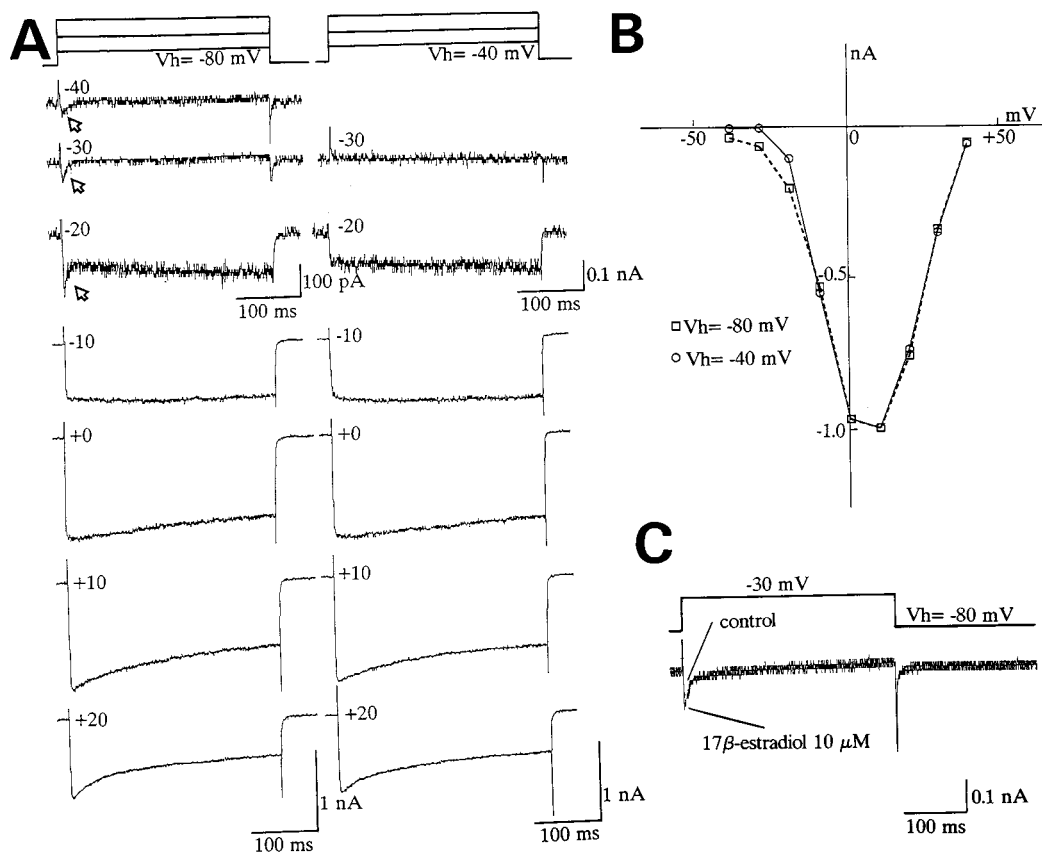 A
Vh= -80 mV
Vh= -40 mV
-40
-30
-30
-20
-20
100 pA
100 ms
0.1 nA
100 ms
-10
-10
+0
+0
+10
+10
+20
+20
1 nA
100 ms
1 nA
100 ms
B
nA
mV
-50
0
+50
-0.5
-1.0
Vh= -80 mV
Vh= -40 mV
C
-30 mV
Vh= -80 mV
control
17β-estradiol 10 μM
0.1 nA
100 ms